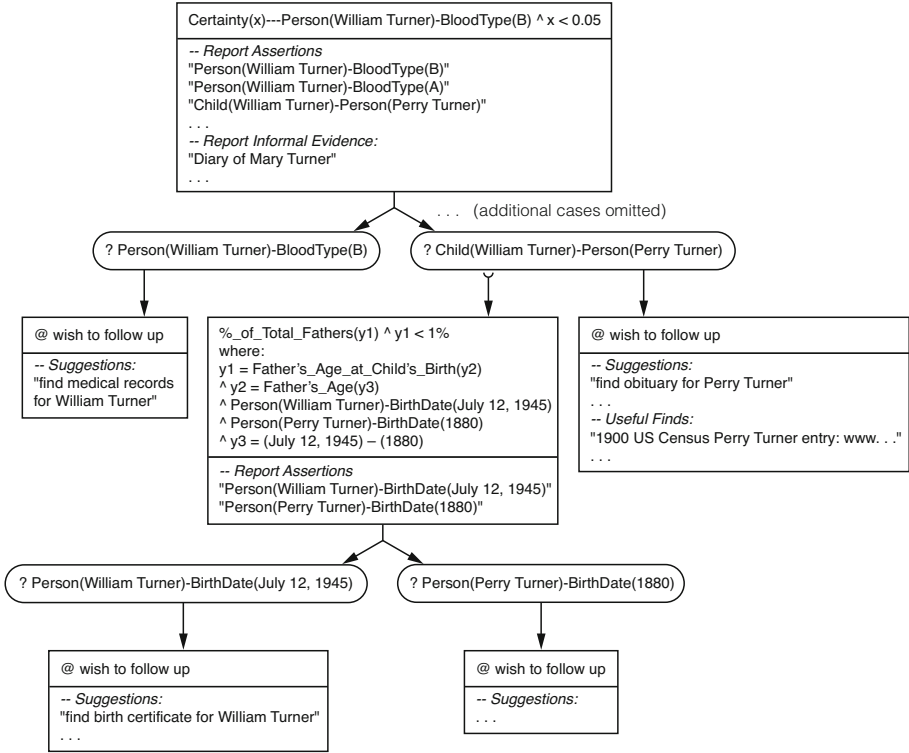 Certainty(x)---Person(William Turner)-BloodType(B) ^ x < 0.05
-- Report Assertions
"Person(William Turner)-BloodType(B)"
"Person(William Turner)-BloodType(A)"
"Child(William Turner)-Person(Perry Turner)"
. . .
-- Report Informal Evidence:
"Diary of Mary Turner"
. . .
. . . (additional cases omitted)
? Person(William Turner)-BloodType(B)
? Child(William Turner)-Person(Perry Turner)
@ wish to follow up
-- Suggestions:
"find medical records
for William Turner"
%_of_Total_Fathers(y1) ^ y1 < 1%
where:
y1 = Father's_Age_at_Child's_Birth(y2)
^ y2 = Father's_Age(y3)
^ Person(William Turner)-BirthDate(July 12, 1945)
^ Person(Perry Turner)-BirthDate(1880)
^ y3 = (July 12, 1945) – (1880)
-- Report Assertions
"Person(William Turner)-BirthDate(July 12, 1945)"
"Person(Perry Turner)-BirthDate(1880)"
@ wish to follow up
-- Suggestions:
"find obituary for Perry Turner"
. . .
-- Useful Finds:
"1900 US Census Perry Turner entry: www. . ."
. . .
? Person(William Turner)-BirthDate(July 12, 1945)
? Person(Perry Turner)-BirthDate(1880)
@ wish to follow up
-- Suggestions:
"find birth certificate for William Turner"
. . .
@ wish to follow up
-- Suggestions:
. . .